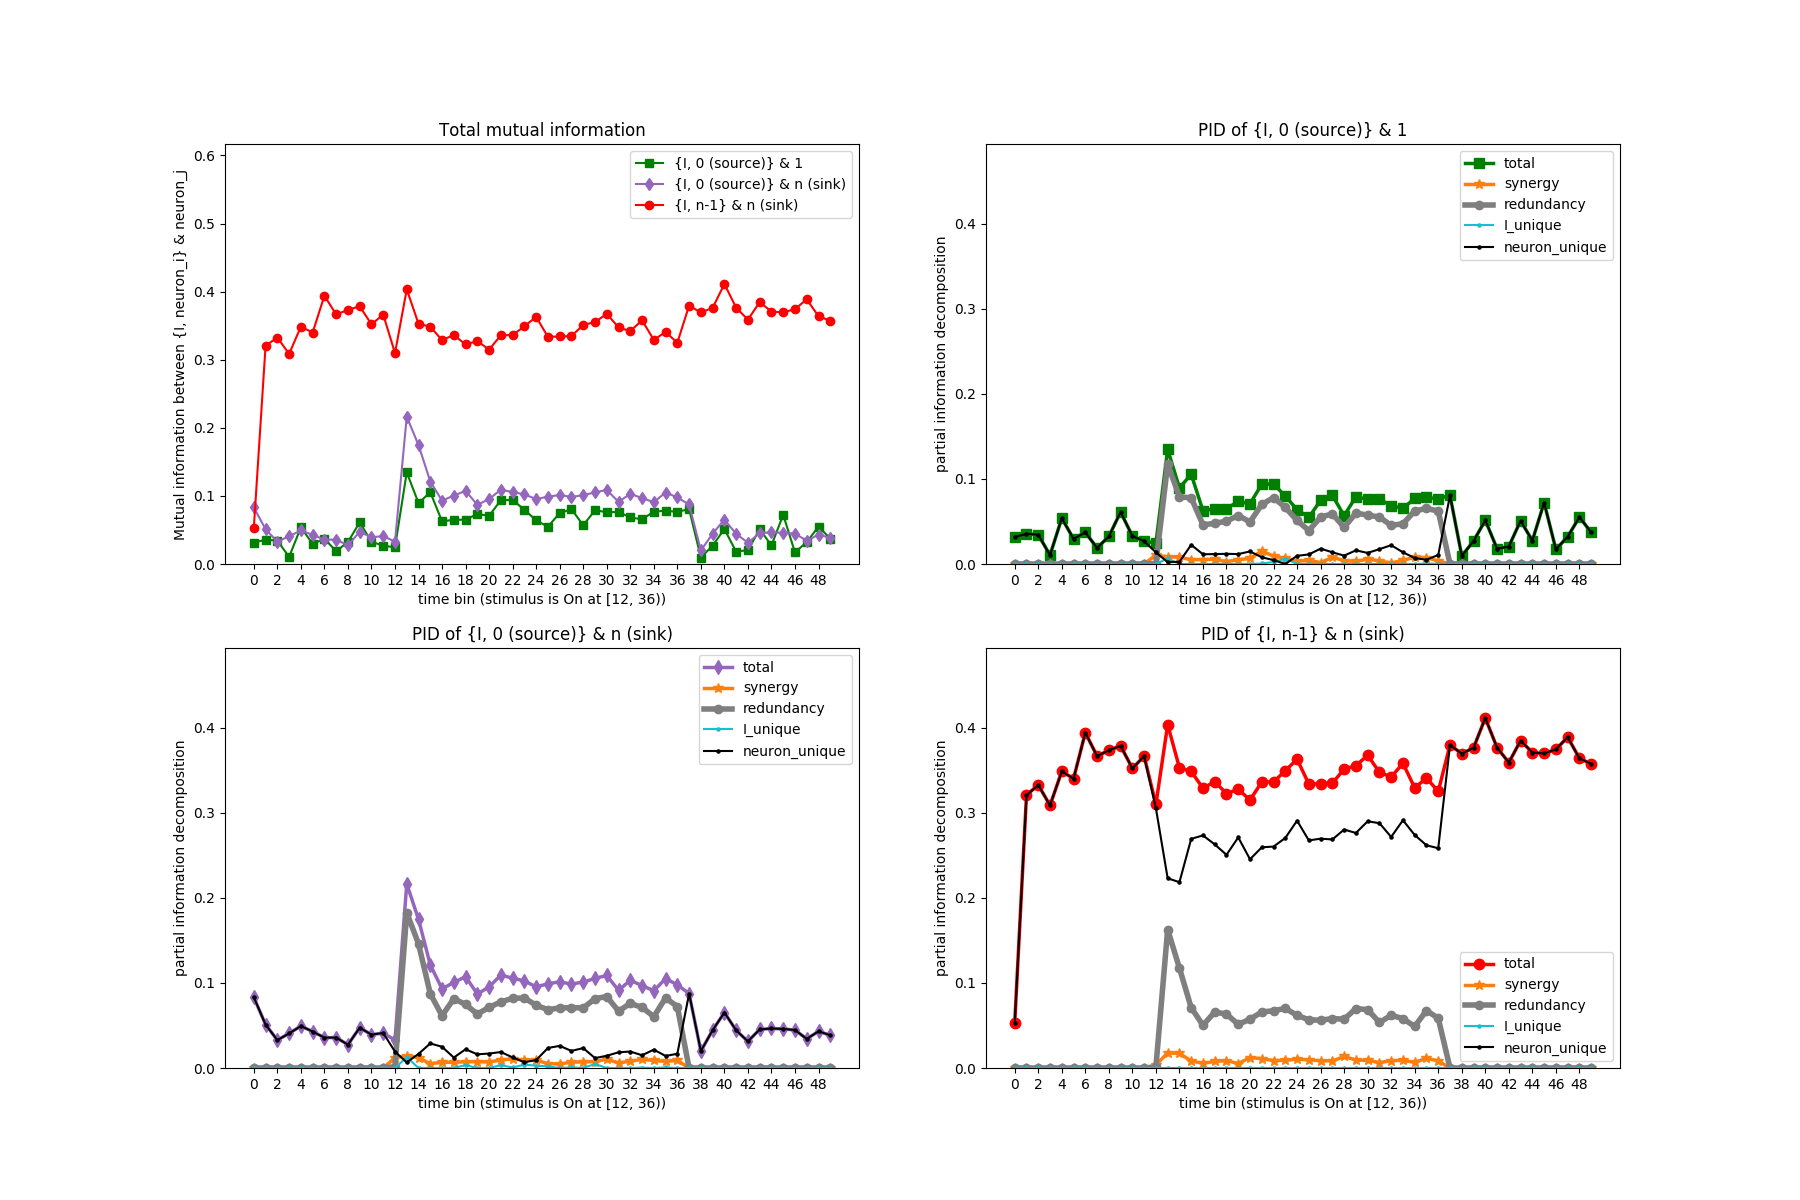 Total mutual information
Mutual information between {I, neuron_i} & neuron_j
0.6
0.5
0.4
0.3
0.2
0.1
0.0
{I, 0 (source)} & 1
{I, 0 (source)} & n (sink)
{I, n-1} & n (sink)
0 2 4 6 8 10 12 14 16 18 20 22 24 26 28 30 32 34 36 38 40 42 44 46 48
time bin (stimulus is On at [12, 36))
PID of {I, 0 (source)} & 1
partial information decomposition
0.4
0.3
0.2
0.1
0.0
total
synergy
redundancy
I_unique
neuron_unique
0 2 4 6 8 10 12 14 16 18 20 22 24 26 28 30 32 34 36 38 40 42 44 46 48
time bin (stimulus is On at [12, 36))
PID of {I, 0 (source)} & n (sink)
partial information decomposition
0.4
0.3
0.2
0.1
0.0
total
synergy
redundancy
I_unique
neuron_unique
0 2 4 6 8 10 12 14 16 18 20 22 24 26 28 30 32 34 36 38 40 42 44 46 48
time bin (stimulus is On at [12, 36))
PID of {I, n-1} & n (sink)
partial information decomposition
0.4
0.3
0.2
0.1
0.0
total
synergy
redundancy
I_unique
neuron_unique
0 2 4 6 8 10 12 14 16 18 20 22 24 26 28 30 32 34 36 38 40 42 44 46 48
time bin (stimulus is On at [12, 36))